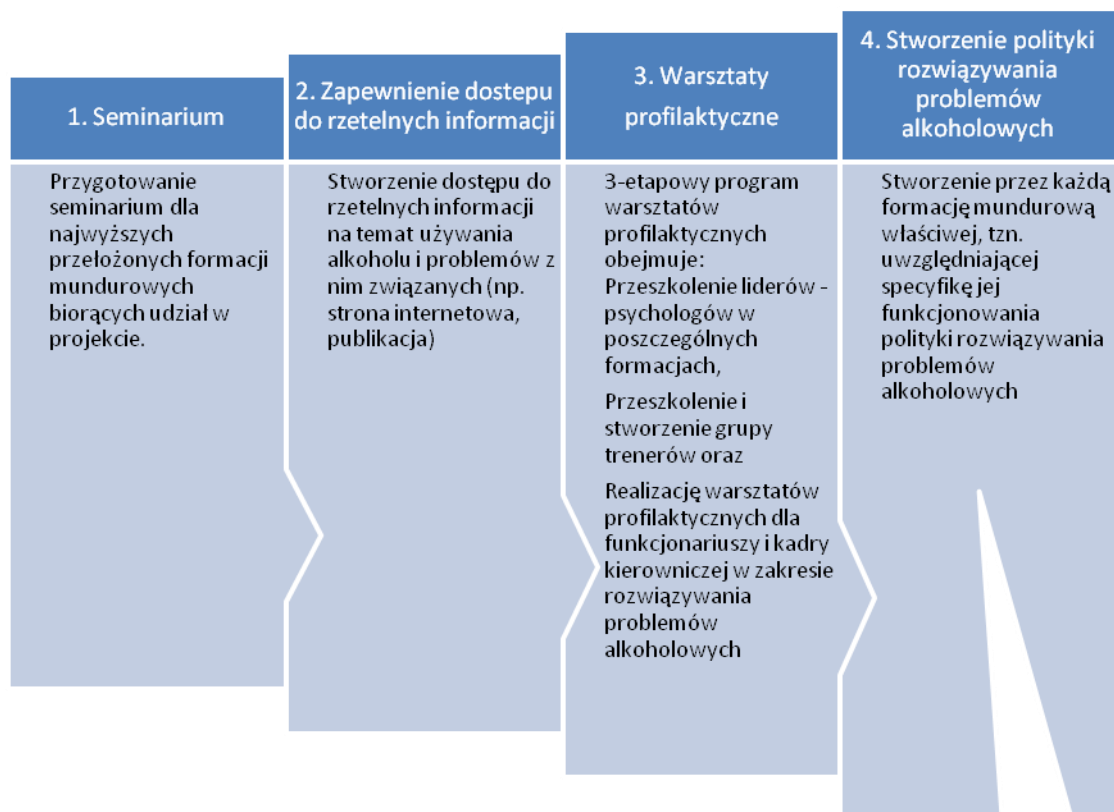 1. Seminarium
Przygotowanie
seminarium dla
najwyższych
przełożonych formacji
mundurowych
biorących udział w
projekcie.
2. Zapewnienie dostepu
do rzetelnych informacji
Stworzenie dostępu do
rzetelnych informacji
na temat używania
alkoholu i problemów z
nim związanych (np.
strona internetowa,
publikacja)
3. Warsztaty
profilaktyczne
3-etapowy program
warsztatów
profilaktycznych
obejmuje:
Przeszkolenie liderów -
psychologów w
poszczególnych
formacjach,
Przeszkolenie i
stworzenie grupy
trenerów oraz
Realizację warsztatów
profilaktycznych dla
funkcjonariuszy i kadry
kierowniczej w zakresie
rozwiązywania
problemów
alkoholowych
4. Stworzenie polityki
rozwiązywania
problemów
alkoholowych
Stworzenie przez każdą
formację mundurową
właściwej, tzn.
uwzględniającej
specyfikę jej
funkcjonowania
polityki rozwiązywania
problemów
alkoholowych